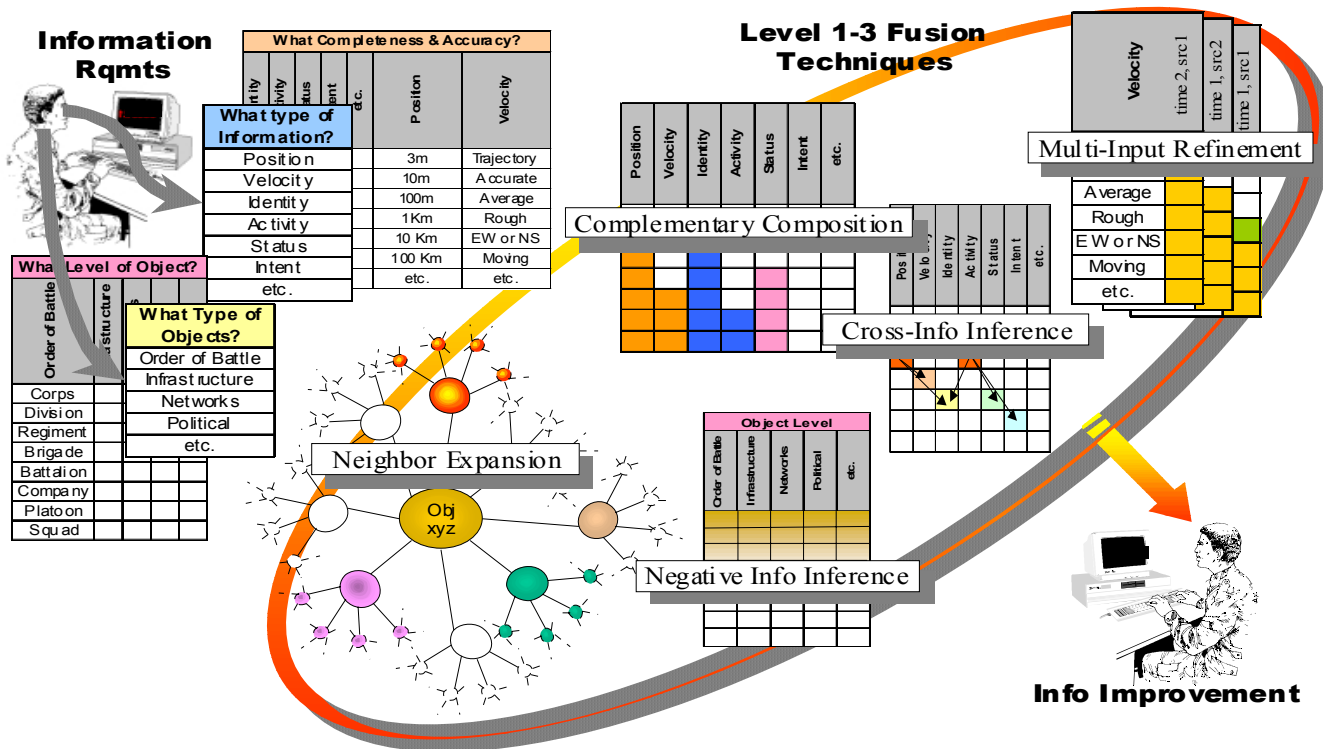 Information
Rqmts
What Completeness & Accuracy?
Position
Velocity
3m
Trajectory
10m
Accurate
100m
Average
1Km
Rough
10 Km
EW or NS
100 Km
Moving
etc.
etc.
etc.
What type of
Information?
Position
Velocity
Identity
Activity
Status
Intent
etc.
What Level of Object?
Order of Battle
Corps
Division
Regiment
Brigade
Battalion
Company
Platoon
Squad
What Type of
Objects?
Order of Battle
Infrastructure
Networks
Political
etc.
Level 1-3 Fusion
Techniques
Position
Velocity
Identity
Activity
Status
Intent
etc.
Complementary Composition
Velocity
time 2, src1
time 1, src2
time 1, src1
Multi-Input Refinement
Average
Rough
EW or NS
Moving
etc.
Identity
Activity
Status
Intent
etc.
Cross-Info Inference
Neighbor Expansion
Obj
xyz
Object Level
Order of Battle
Infrastructure
Networks
Political
etc.
Negative Info Inference
Info Improvement